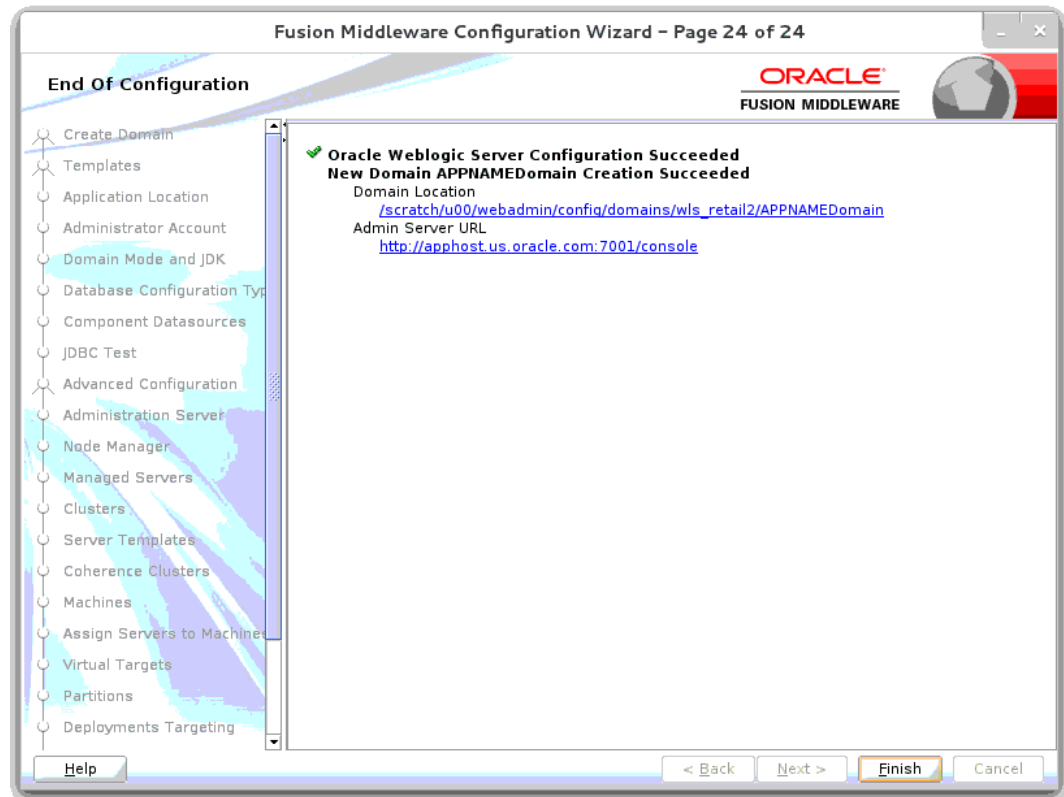 Fusion Middleware Configuration Wizard – Page 24 of 24
End Of Configuration
ORACLE
FUSION MIDDLEWARE
Create Domain
Templates
Application Location
Administrator Account
Domain Mode and JDK
Database Configuration Typ
Component Datasources
JDBC Test
Advanced Configuration
Administration Server
Node Manager
Managed Servers
Clusters
Server Templates
Coherence Clusters
Machines
Assign Servers to Machines
Virtual Targets
Partitions
Deployments Targeting
Oracle Weblogic Server Configuration Succeeded
New Domain APPNAMEDomain Creation Succeeded
Domain Location
/scratch/u00/webadmin/config/domains/wls_retail2/APPNAMEDomain
Admin Server URL
http://apphost.us.oracle.com:7001/console
Help
< Back
Next >
Finish
Cancel